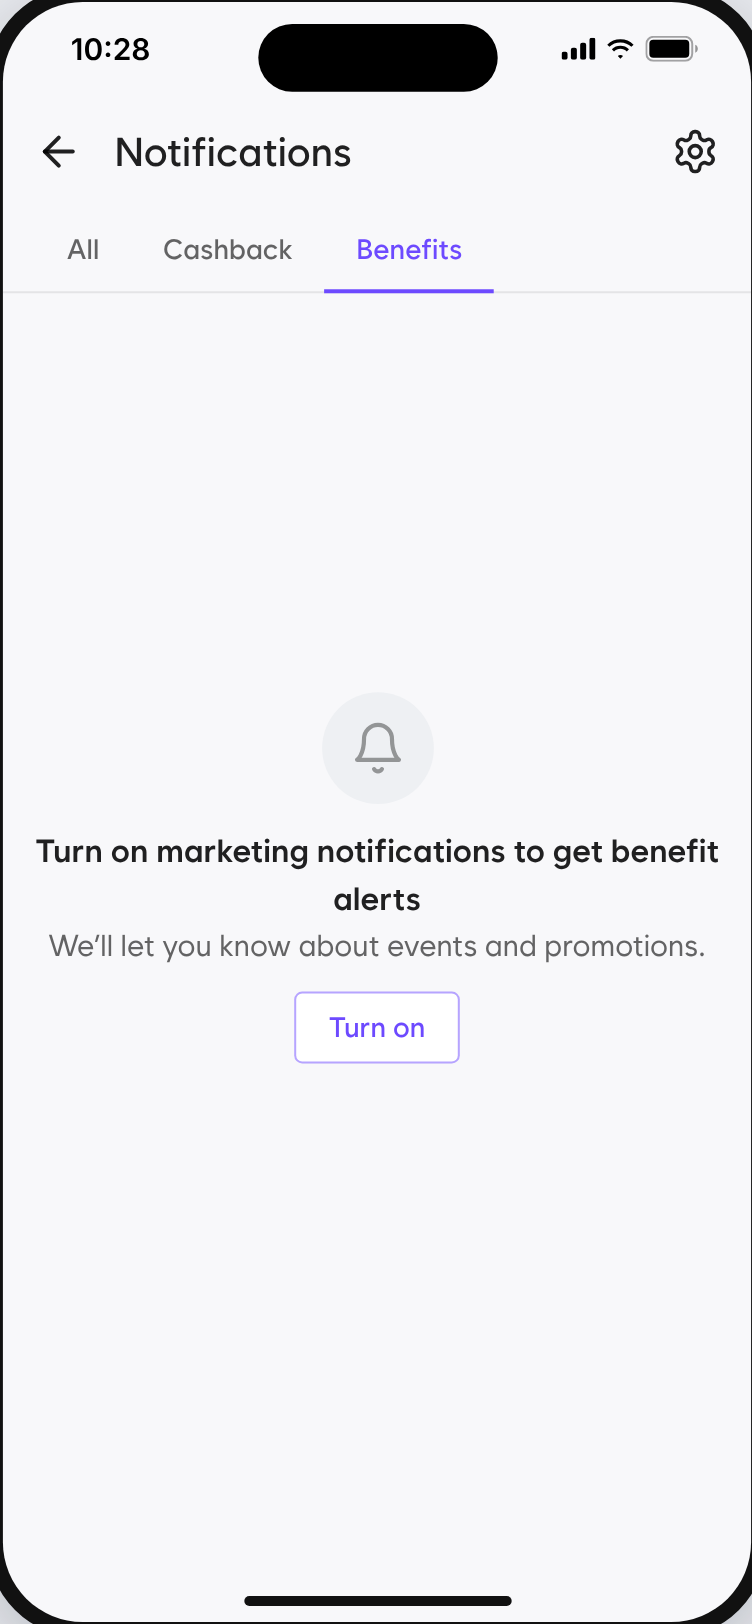 10:28
Notifications
All
Cashback
Benefits
Turn on marketing notifications to get benefit
alerts
We’ll let you know about events and promotions.
Turn on